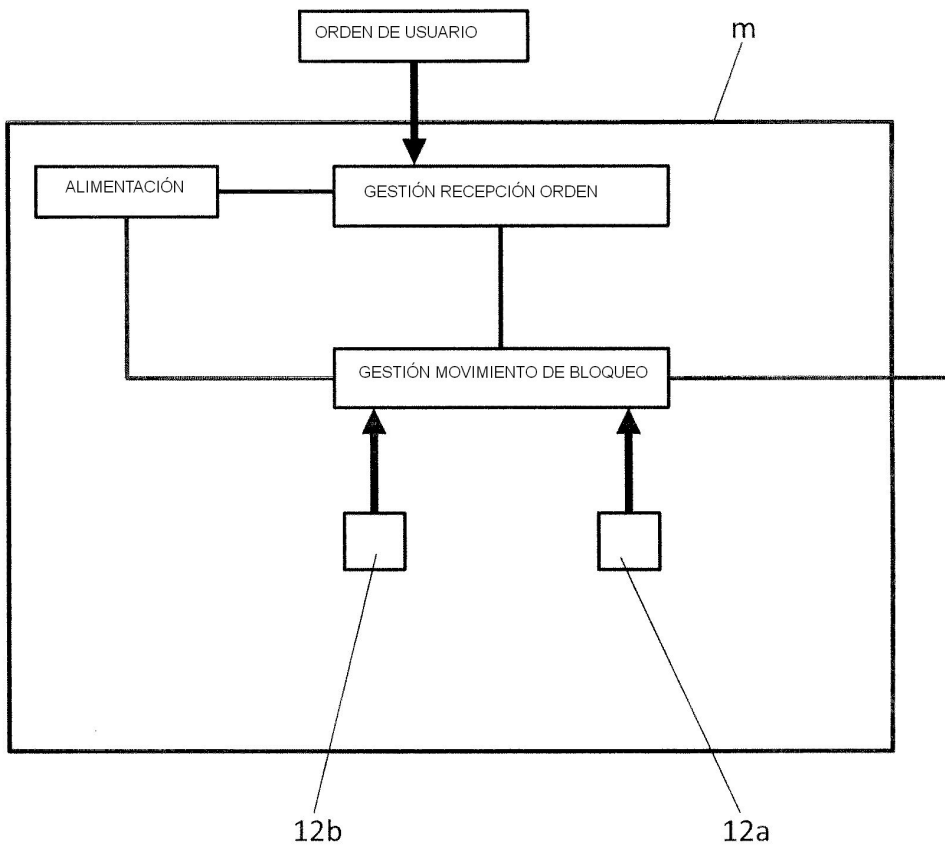 ORDEN DE USUARIO
m
ALIMENTACIÓN
GESTIÓN RECEPCIÓN ORDEN
GESTIÓN MOVIMIENTO DE BLOQUEO
12b
12a